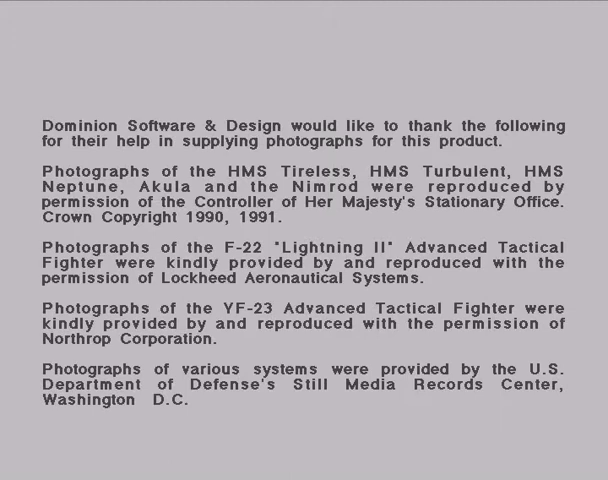 Dominion Software & Design would like to thank the following
for their help in supplying photographs for this product.
Photographs of the HMS Tireless, HMS Turbulent, HMS
Neptune, Akula and the Nimrod were reproduced by
permission of the Controller of Her Majesty's Stationary Office.
Crown Copyright 1990, 1991.
Photographs of the F-22 "Lightning II" Advanced Tactical
Fighter were kindly provided by and reproduced with the
permission of Lockheed Aeronautical Systems.
Photographs of the YF-23 Advanced Tactical Fighter were
kindly provided by and reproduced with the permission of
Northrop Corporation.
Photographs of various systems were provided by the U.S.
Department of Defense's Still Media Records Center,
Washington D.C.